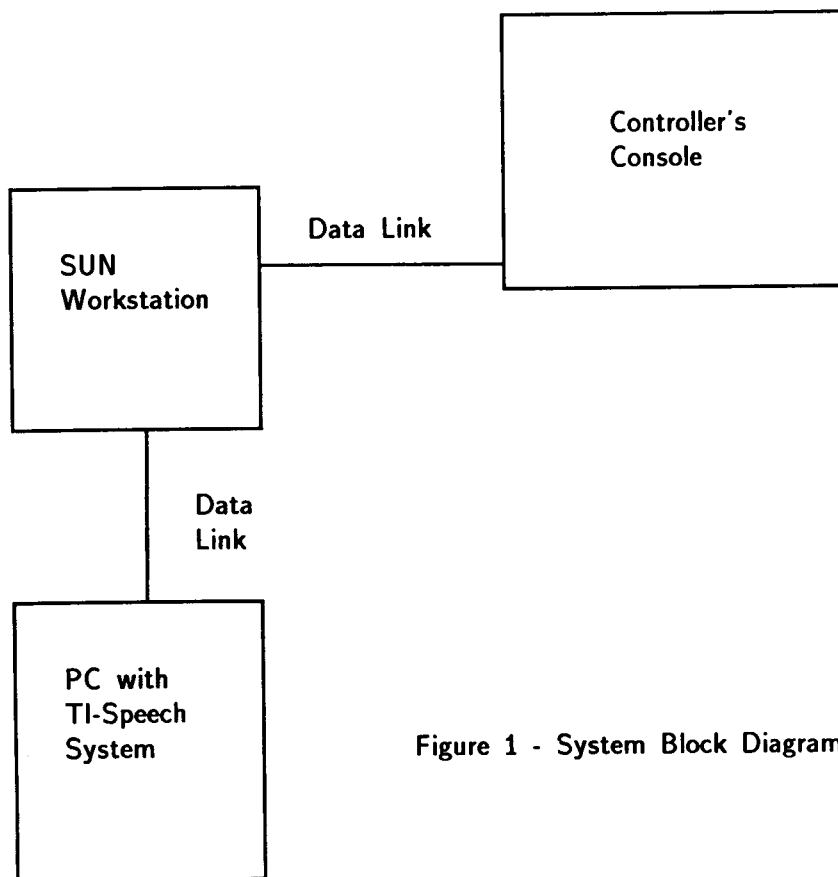 Controller's
Console
Data Link
SUN
Workstation
Data
Link
PC with
TI-Speech
System
Figure 1 - System Block Diagram